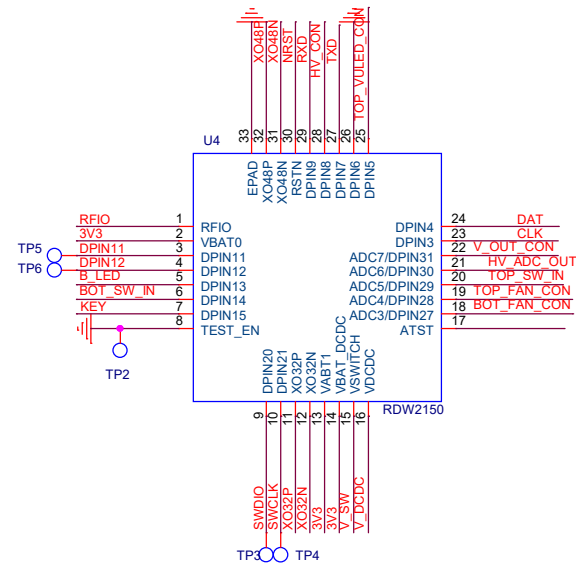 XO48P
XO48N
NRST
RXD
HV_CON
TXD
TOP_VULED_CON
33
32
31
30
29
28
27
26
25
U4
EPAD
XO48P
XO48N
RSTN
DPIN9
DPIN8
DPIN7
DPIN6
DPIN5
RFIO 1 RFIO
3V3 2 VBAT0
TP5 DPIN11 3 DPIN11
TP6 DPIN12 4 DPIN12
B_LED 5 DPIN13
BOT_SW_IN 6 DPIN14
KEY 7 DPIN15
8 TEST_EN
TP2
DPIN4 24 DAT
DPIN3 23 CLK
ADC7/DPIN31 22 V_OUT_CON
ADC6/DPIN30 21 HV_ADC_OUT
ADC5/DPIN29 20 TOP_SW_IN
ADC4/DPIN28 19 TOP_FAN_CON
ADC3/DPIN27 18 BOT_FAN_CON
ATST 17
DPIN20
DPIN21
XO32P
XO32N
VABT1
VBAT_DCDC
VSWITCH
VDCDC
RDW2150
9
10
11
12
13
14
15
16
SWDIO
SWCLK
XO32P
XO32N
3V3
3V3
V_SW
V_DCDC
TP3 TP4